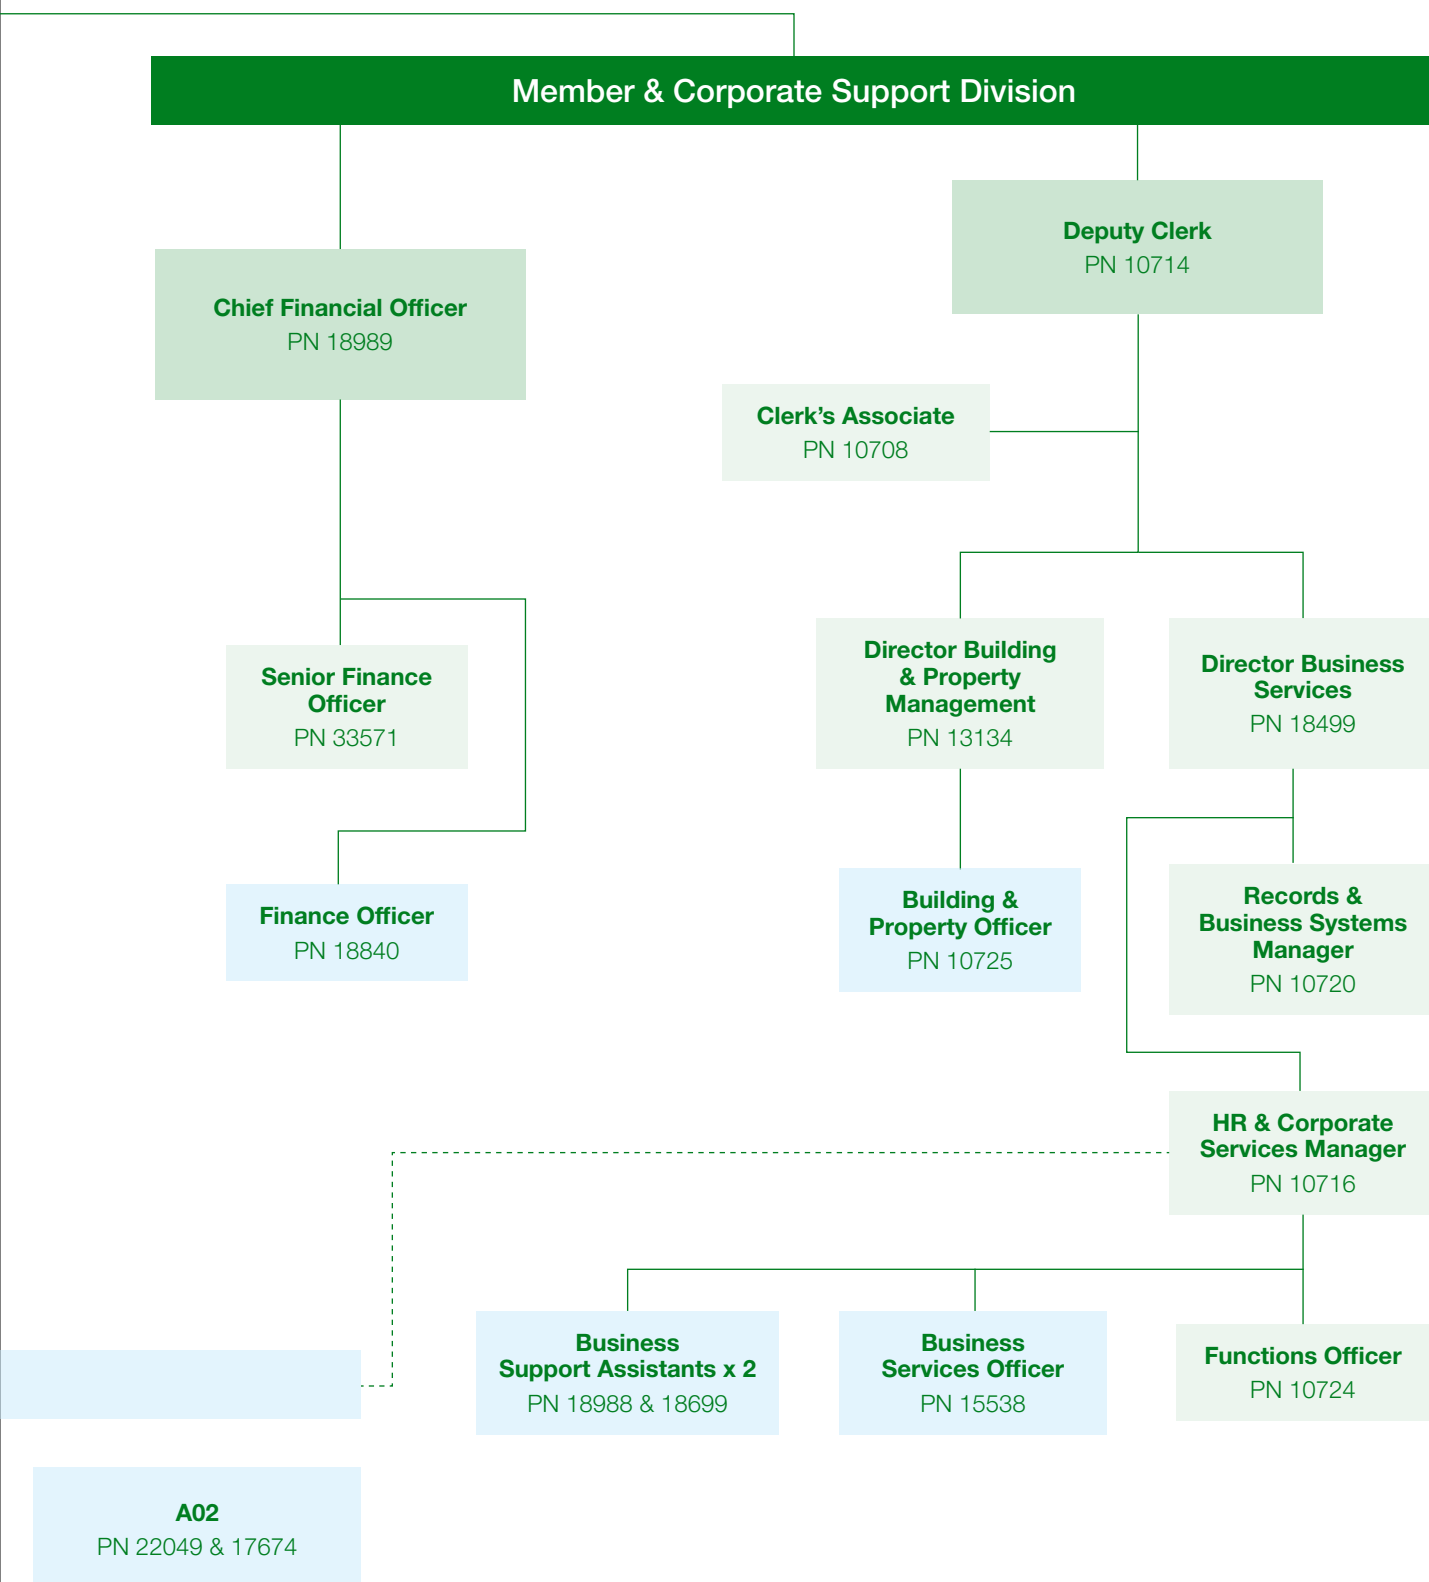 Member & Corporate Support Division
Deputy Clerk
PN 10714
Chief Financial Officer
PN 18989
Clerk’s Associate
PN 10708
Senior Finance
Officer
PN 33571
Director Building
& Property
Management
PN 13134
Director Business
Services
PN 18499
Finance Officer
PN 18840
Building &
Property Officer
PN 10725
Records &
Business Systems
Manager
PN 10720
HR & Corporate
Services Manager
PN 10716
Business
Support Assistants x 2
PN 18988 & 18699
Business
Services Officer
PN 15538
Functions Officer
PN 10724
A02
PN 22049 & 17674